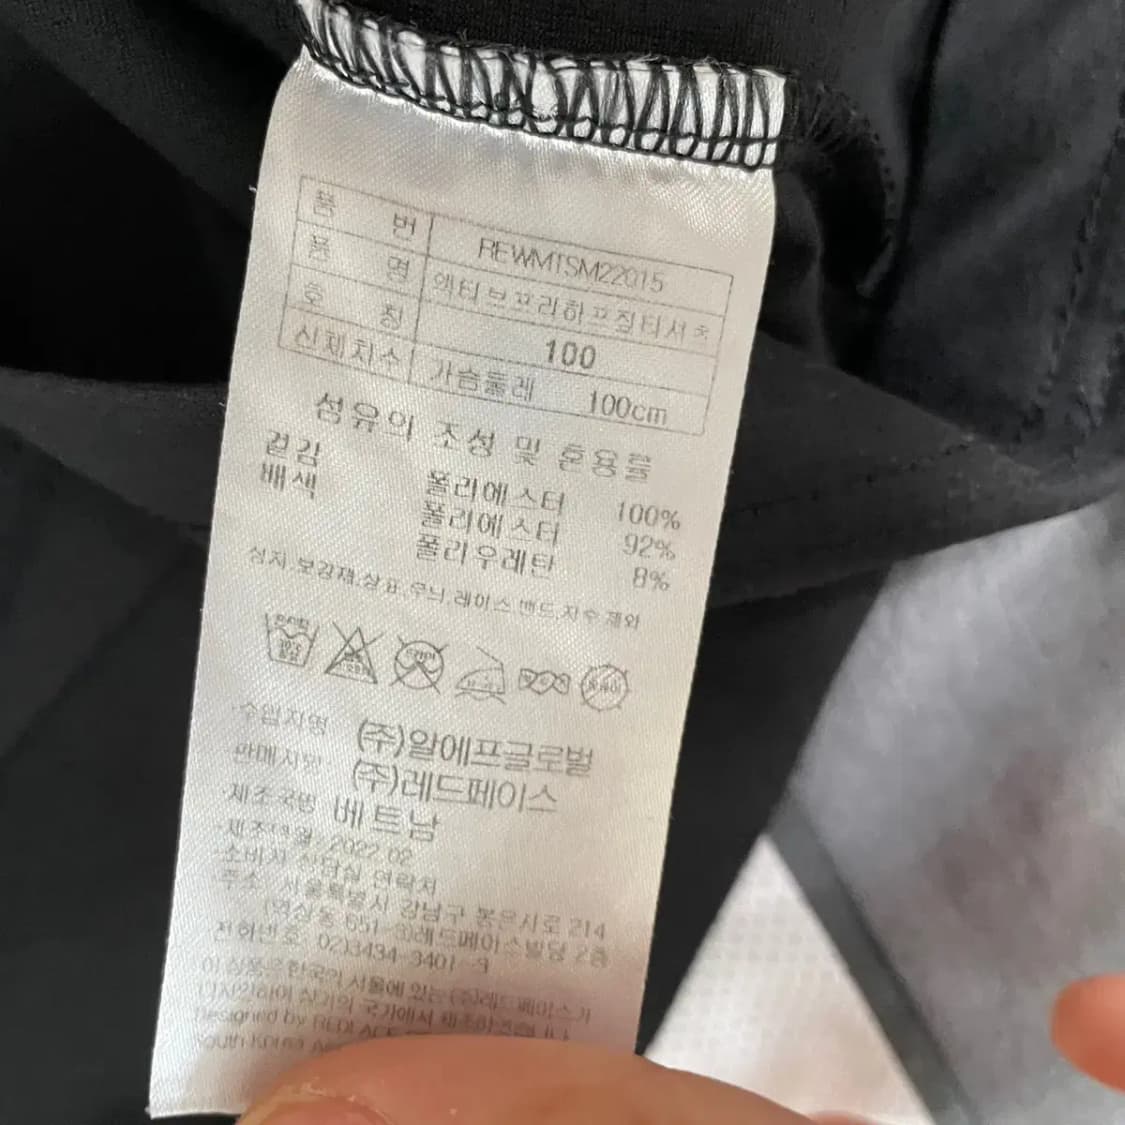 품 번 REWMTSM22015
품 명 액티브프리하프집티셔츠
호 칭 100
신체치수 가슴둘레 100cm
섬유의 조성 및 혼용률
겉감 폴리에스터 100%
배색 폴리에스터 92%
폴리우레탄 8%
심지,보강재,상표,무늬,레이스,밴드,자수 제외
·수입자명 (주)알에프글로벌
·판매자명: (주)레드페이스
·제조국명 베트남
·제조년월: 2022.02
·소비자 상담실 연락처
주소: 서울특별시 강남구 봉은사로 214
(역삼동 651-3)레드페이스빌딩 2층
전화번호: 02)3434-3401~3
이 상품은 한국의 서울에 있는 (주)레드페이스가
디자인하여 상기의 국가에서 제조하였습니다
Designed by REDFACE
South Korea